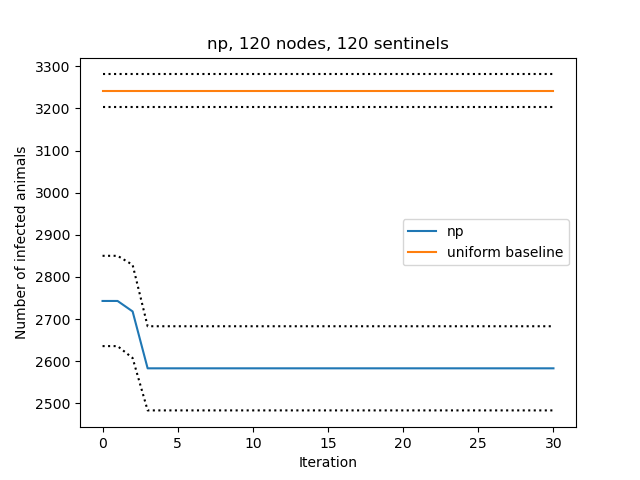 np, 120 nodes, 120 sentinels
3300
3200
3100
3000
2900
2800
2700
2600
2500
Number of infected animals
np
uniform baseline
0 5 10 15 20 25 30
Iteration